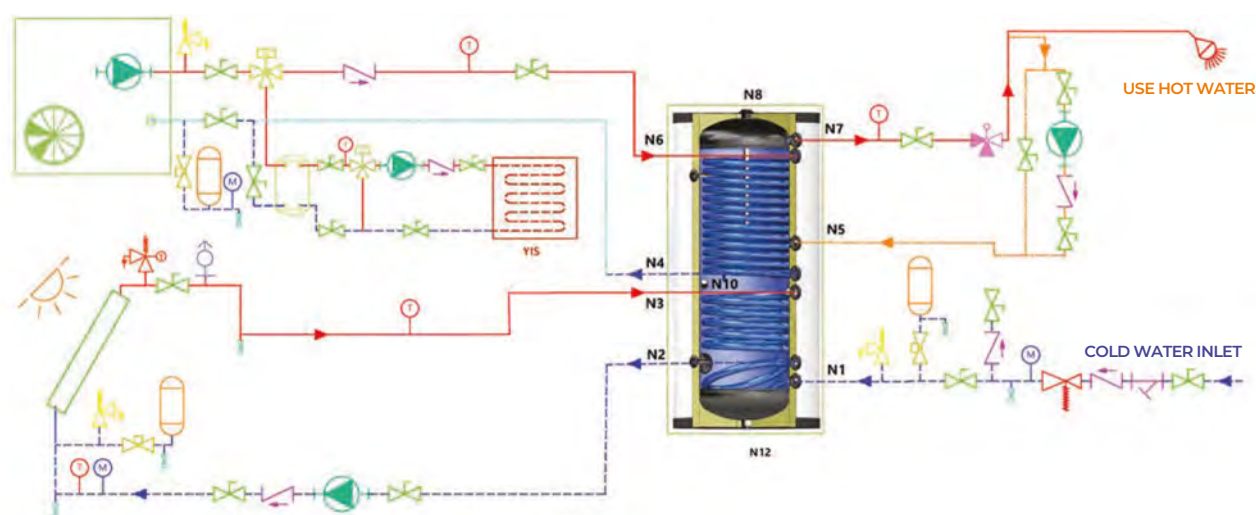 N8
N6
N7
T
T
T
USE HOT WATER
M
YIS
N5
N4
N10
N3
T
N2
N1
M
COLD WATER INLET
N12
T
M